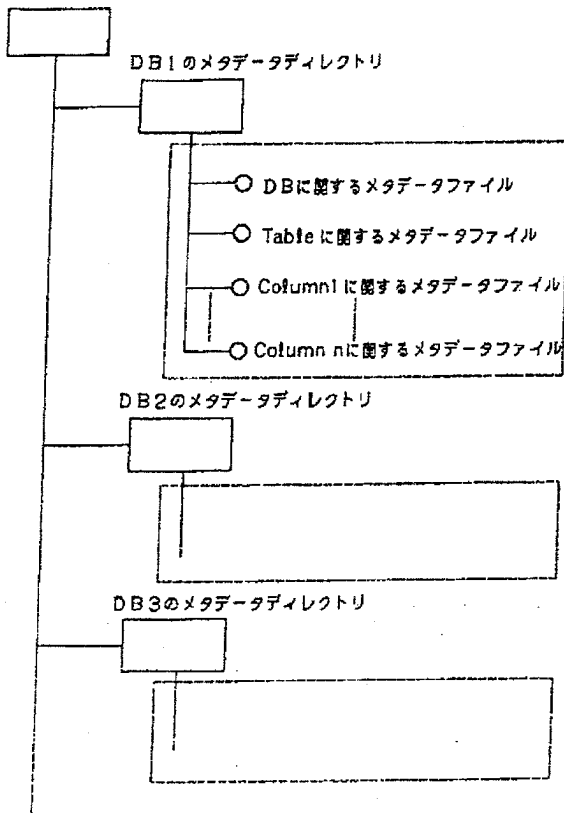 DB1のメタデータディレクトリ
DBに関するメタデータファイル
Tableに関するメタデータファイル
Column1に関するメタデータファイル
Column nに関するメタデータファイル
DB2のメタデータディレクトリ
DB3のメタデータディレクトリ